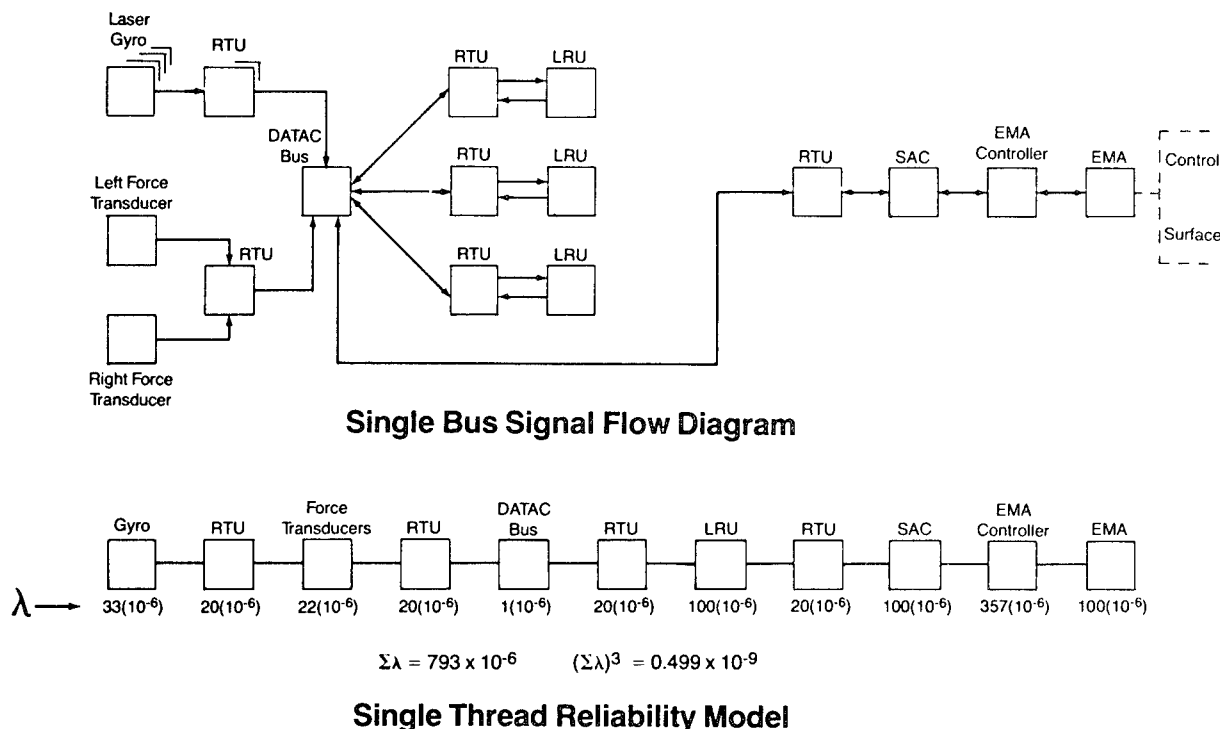 Laser
Gyro
RTU
RTU
LRU
DATAC
Bus
EMA
Controller
RTU
SAC
EMA
Control
RTU
LRU
Left Force
Transducer
RTU
Surface
RTU
LRU
Right Force
Transducer
Single Bus Signal Flow Diagram
Gyro
RTU
Force
Transducers
RTU
DATAC
Bus
RTU
LRU
RTU
SAC
EMA
Controller
EMA
λ
33(10⁻⁶) 20(10⁻⁶) 22(10⁻⁶) 20(10⁻⁶) 1(10⁻⁶) 20(10⁻⁶) 100(10⁻⁶) 20(10⁻⁶) 100(10⁻⁶) 357(10⁻⁶) 100(10⁻⁶)
Σλ = 793 x 10⁻⁶ (Σλ)³ = 0.499 x 10⁻⁹
Single Thread Reliability Model